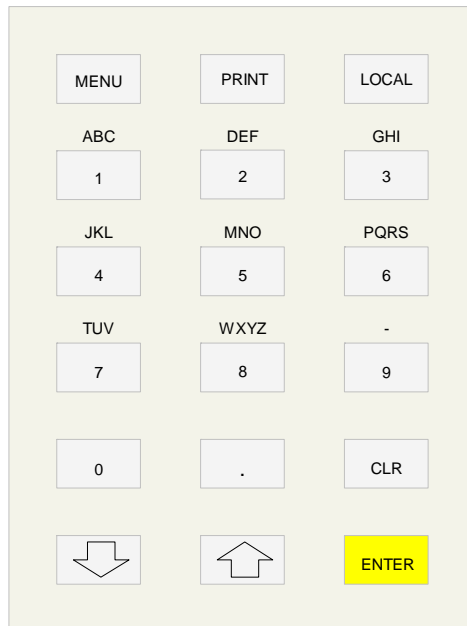 MENU PRINT LOCAL
ABC DEF GHI
1 2 3
JKL MNO PQRS
4 5 6
TUV WXYZ -
7 8 9
0 . CLR
ENTER